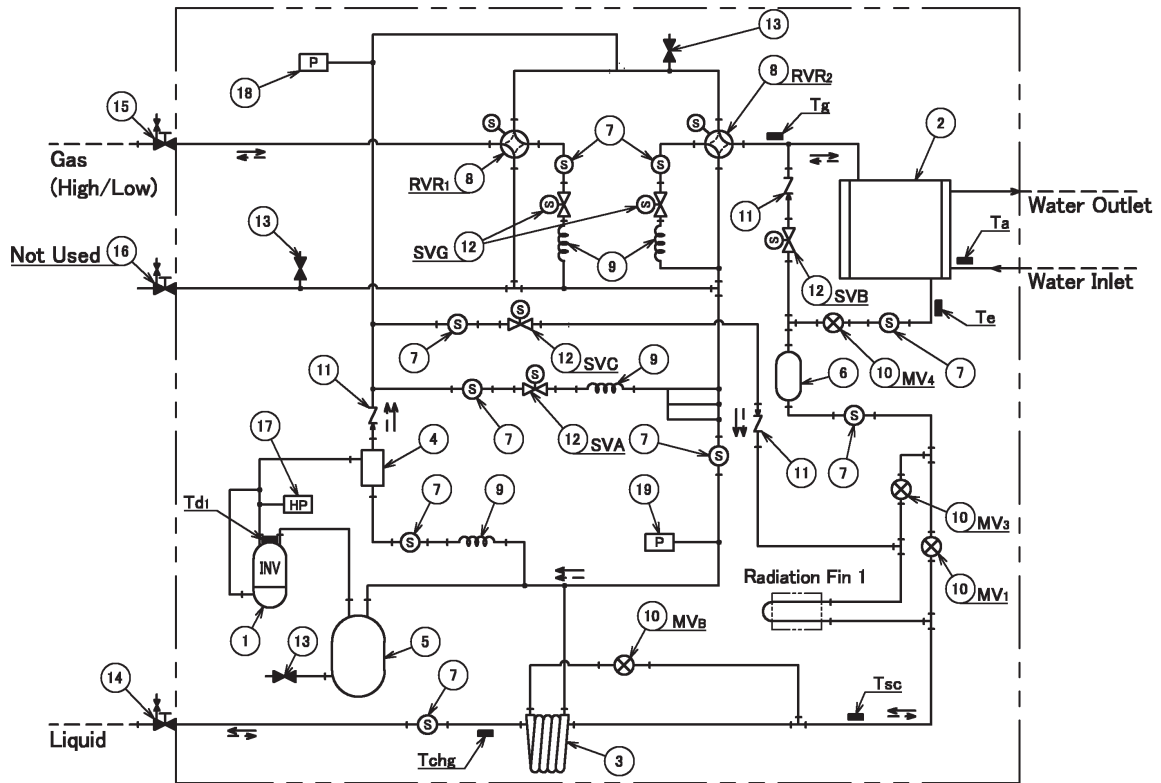 13
P
18
8 RVR2
Tg
15
S
7
S
2
Gas
(High/Low)
S
S
RVR1 8
11
Water Outlet
S
S
13
12
SVG
9
S
Ta
Not Used 16
12 SVB
Water Inlet
S
Te
S
S
7
12 SVC
9
6
10 MV4
7
11
S
S
S
17
4
7
12 SVA
7
S
11
7
Td1
HP
7
9
19
10 MV3
INV
S
P
Radiation Fin 1
10 MV1
1
13
5
10 MVB
14
7
Tsc
S
Liquid
Tchg
3